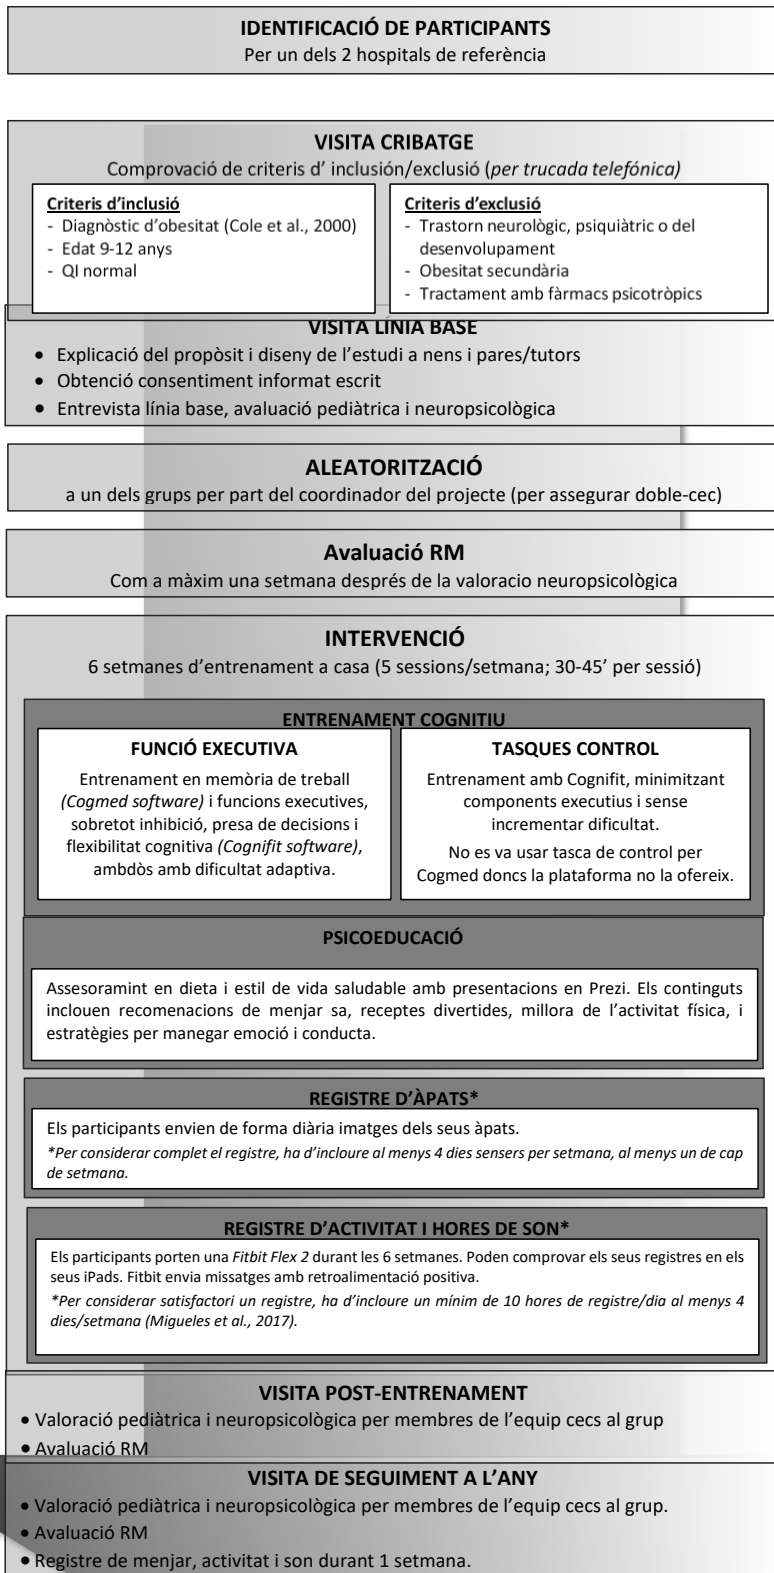 IDENTIFICACIÓ DE PARTICIPANTS
Per un dels 2 hospitals de referència
VISITA CRIBATGE
Comprovació de criteris d’ inclusión/exclusió (per trucada telefónica)
Criteris d’inclusió
- Diagnòstic d’obesitat (Cole et al., 2000)
- Edat 9-12 anys
- QI normal
Criteris d’exclusió
- Trastorn neurològic, psiquiàtric o del
desenvolupament
- Obesitat secundària
- Tractament amb fàrmacs psicotròpics
VISITA LÍNIA BASE
• Explicació del propòsit i diseny de l’estudi a nens i pares/tutors
• Obtenció consentiment informat escrit
• Entrevista línia base, avaluació pediàtrica i neuropsicològica
ALEATORITZACIÓ
a un dels grups per part del coordinador del projecte (per assegurar doble-cec)
Avaluació RM
Com a màxim una setmana després de la valoracio neuropsicològica
INTERVENCIÓ
6 setmanes d’entrenament a casa (5 sessions/setmana; 30-45’ per sessió)
ENTRENAMENT COGNITIU
FUNCIÓ EXECUTIVA
Entrenament en memòria de treball
(Cogmed software) i funcions executives,
sobretot inhibició, presa de decisions i
flexibilitat cognitiva (Cognifit software),
ambdòs amb dificultat adaptiva.
TASQUES CONTROL
Entrenament amb Cognifit, minimitzant
components executius i sense
incrementar dificultat.
No es va usar tasca de control per
Cogmed doncs la plataforma no la ofereix.
PSICOEDUCACIÓ
Assesoramint en dieta i estil de vida saludable amb presentacions en Prezi. Els continguts
inclouen recomenacions de menjar sa, receptes divertides, millora de l’activitat física, i
estratègies per manegar emoció i conducta.
REGISTRE D’ÀPATS*
Els participants envien de forma diària imatges dels seus àpats.
*Per considerar complet el registre, ha d’incloure al menys 4 dies sensers per setmana, al menys un de cap
de setmana.
REGISTRE D’ACTIVITAT I HORES DE SON*
Els participants porten una Fitbit Flex 2 durant les 6 setmanes. Poden comprovar els seus registres en els
seus iPads. Fitbit envia missatges amb retroalimentació positiva.
*Per considerar satisfactori un registre, ha d’incloure un mínim de 10 hores de registre/dia al menys 4
dies/setmana (Migueles et al., 2017).
VISITA POST-ENTRENAMENT
• Valoració pediàtrica i neuropsicològica per membres de l’equip cecs al grup
• Avaluació RM
VISITA DE SEGUIMENT A L’ANY
• Valoració pediàtrica i neuropsicològica per membres de l’equip cecs al grup.
• Avaluació RM
• Registre de menjar, activitat i son durant 1 setmana.